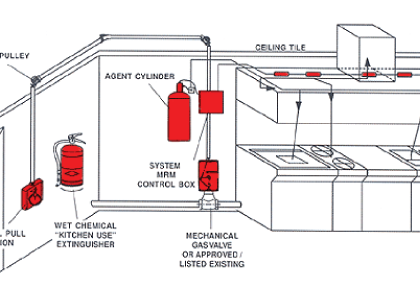 PULLEY
CEILING TILE
AGENT CYLINDER
SYSTEM
MRM
CONTROL BOX
PULL
WET CHEMICAL
"KITCHEN USE"
EXTINGUISHER
MECHANICAL
GASVALVE
OR APPROVED /
LISTED EXISTING